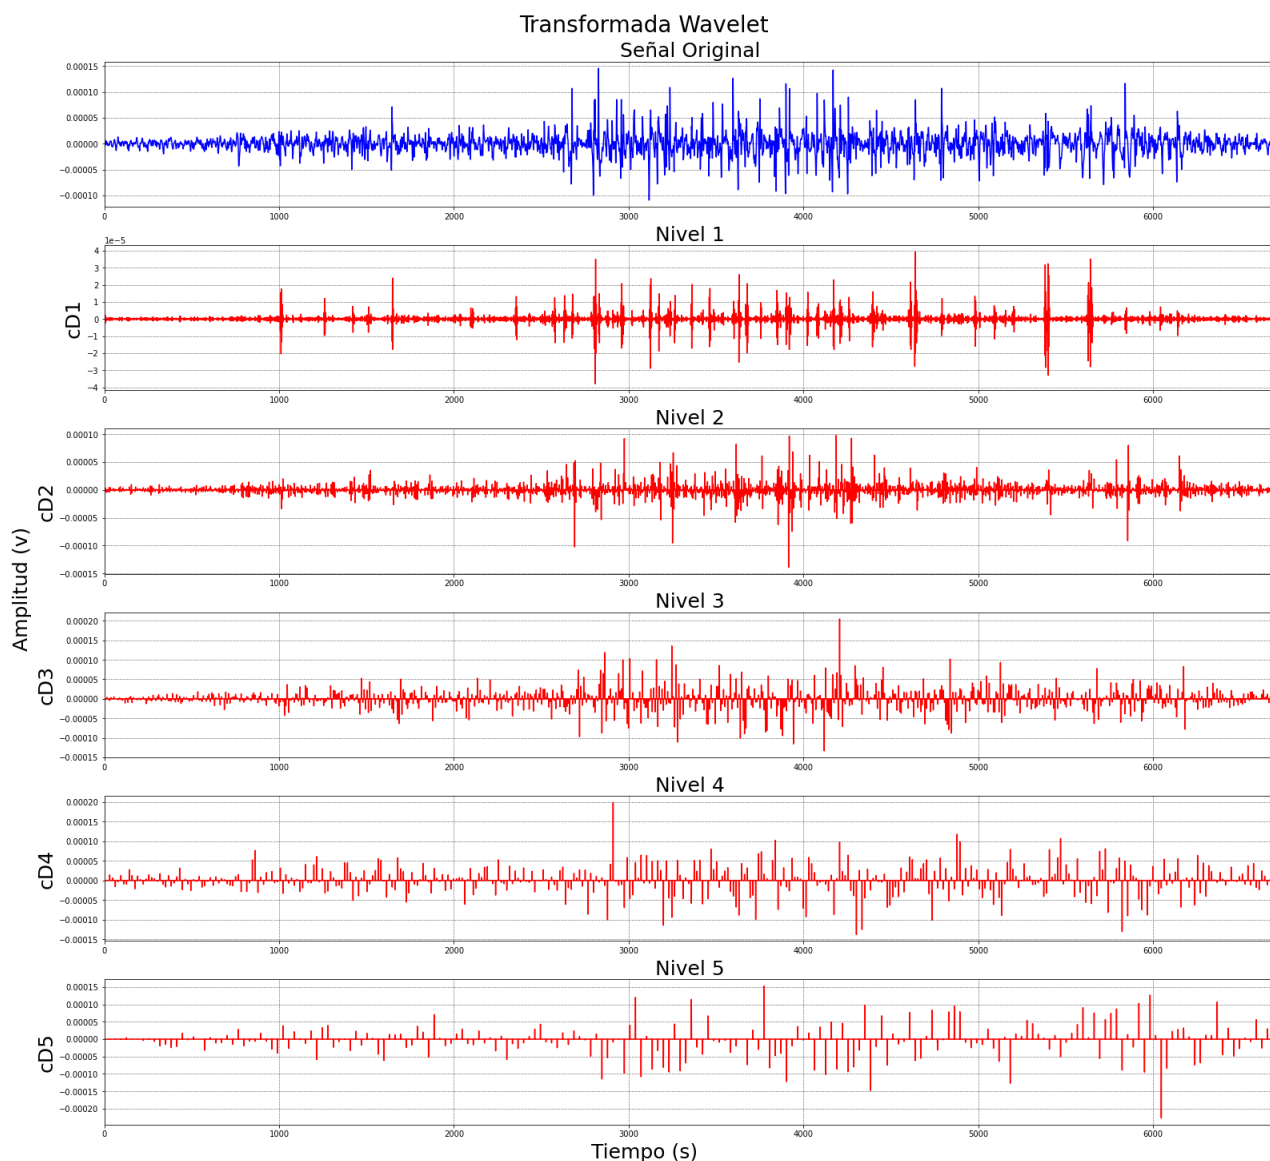 Transformada Wavelet
Señal Original
0.00015
0.00010
0.00005
0.00000
−0.00005
−0.00010
0 1000 2000 3000 4000 5000 6000
Nivel 1
1e−5
4
3
2
1
0
−1
−2
−3
−4
cD1
0 1000 2000 3000 4000 5000 6000
Nivel 2
0.00010
0.00005
0.00000
−0.00005
−0.00010
−0.00015
cD2
0 1000 2000 3000 4000 5000 6000
Amplitud (v)
Nivel 3
0.00020
0.00015
0.00010
0.00005
0.00000
−0.00005
−0.00010
−0.00015
cD3
0 1000 2000 3000 4000 5000 6000
Nivel 4
0.00020
0.00015
0.00010
0.00005
0.00000
−0.00005
−0.00010
−0.00015
cD4
0 1000 2000 3000 4000 5000 6000
Nivel 5
0.00015
0.00010
0.00005
0.00000
−0.00005
−0.00010
−0.00015
−0.00020
cD5
0 1000 2000 3000 4000 5000 6000
Tiempo (s)